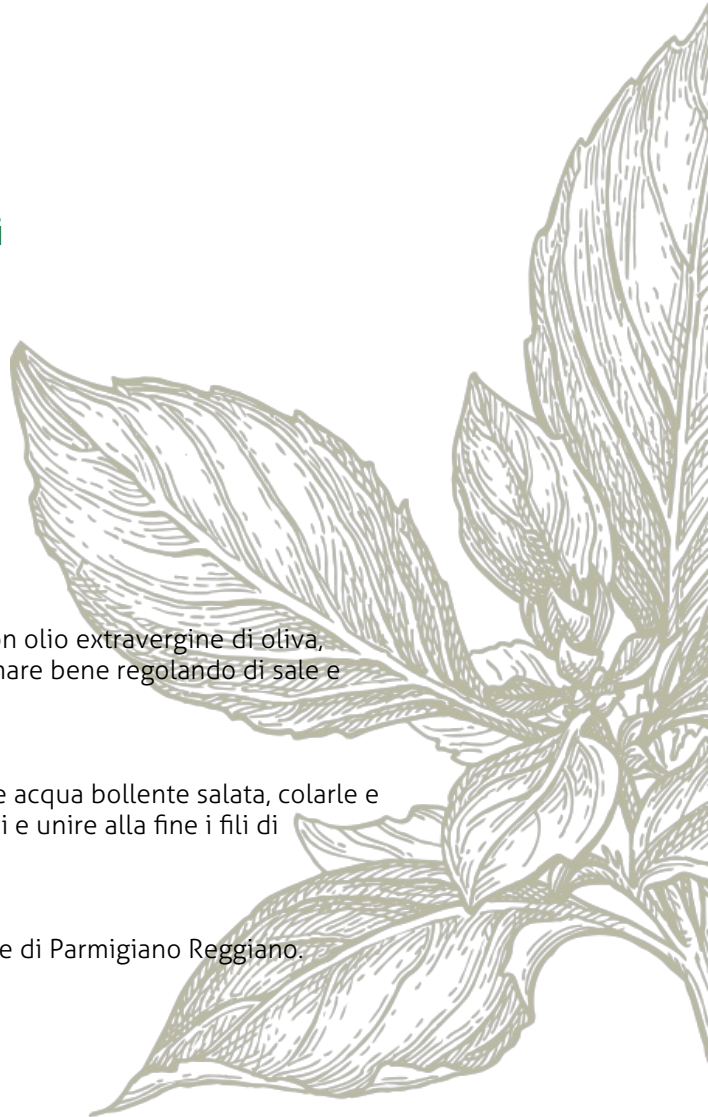 i
n olio extravergine di oliva,
nare bene regolando di sale e
e acqua bollente salata, colarle e
i e unire alla fine i fili di
e di Parmigiano Reggiano.